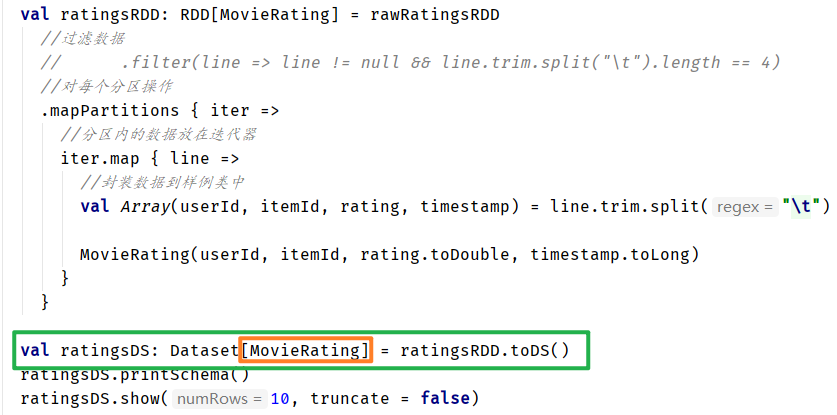 val ratingsRDD: RDD[MovieRating] = rawRatingsRDD
//过滤数据
//      .filter(line => line != null && line.trim.split("\t").length == 4)
//对每个分区操作
.mapPartitions { iter =>
//分区内的数据放在迭代器
iter.map { line =>
//封装数据到样例类中
val Array(userId, itemId, rating, timestamp) = line.trim.split( regex = "\t")
MovieRating(userId, itemId, rating.toDouble, timestamp.toLong)
}
}
val ratingsDS: Dataset[MovieRating] = ratingsRDD.toDS()
ratingsDS.printSchema()
ratingsDS.show( numRows = 10, truncate = false)